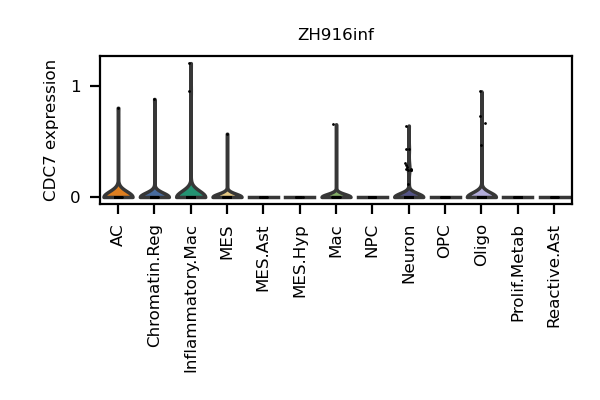 ZH916inf
CDC7 expression
1
0
AC
Chromatin.Reg
Inflammatory.Mac
MES
MES.Ast
MES.Hyp
Mac
NPC
Neuron
OPC
Oligo
Prolif.Metab
Reactive.Ast